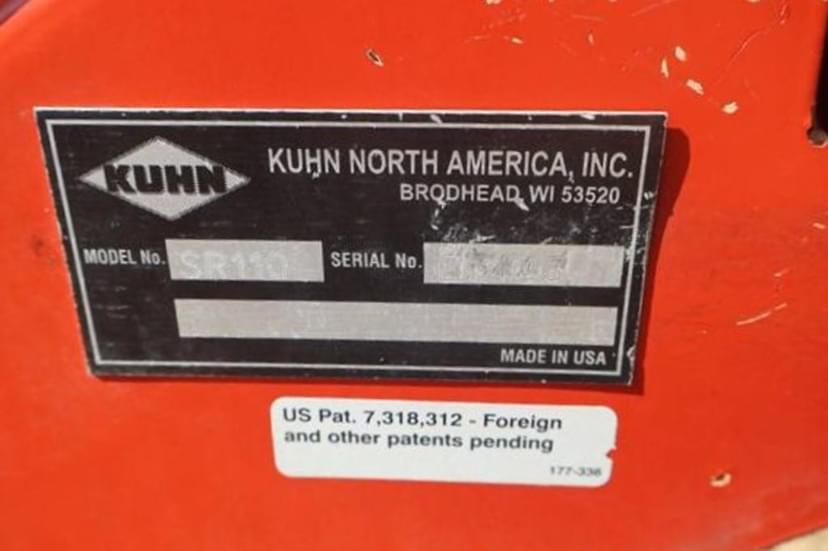 KUHN
KUHN NORTH AMERICA, INC.
BRODHEAD, WI 53520
MODEL No. SR110
SERIAL No.
MADE IN USA
US Pat. 7,318,312 - Foreign
and other patents pending
177-336